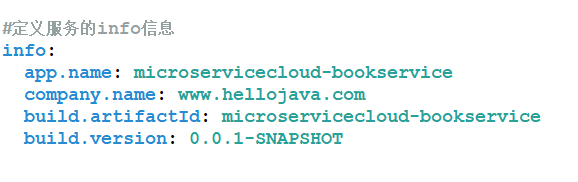 #定义服务的info信息
info:
  app.name: microservicecloud-bookservice
  company.name: www.hellojava.com
  build.artifactId: microservicecloud-bookservice
  build.version: 0.0.1-SNAPSHOT